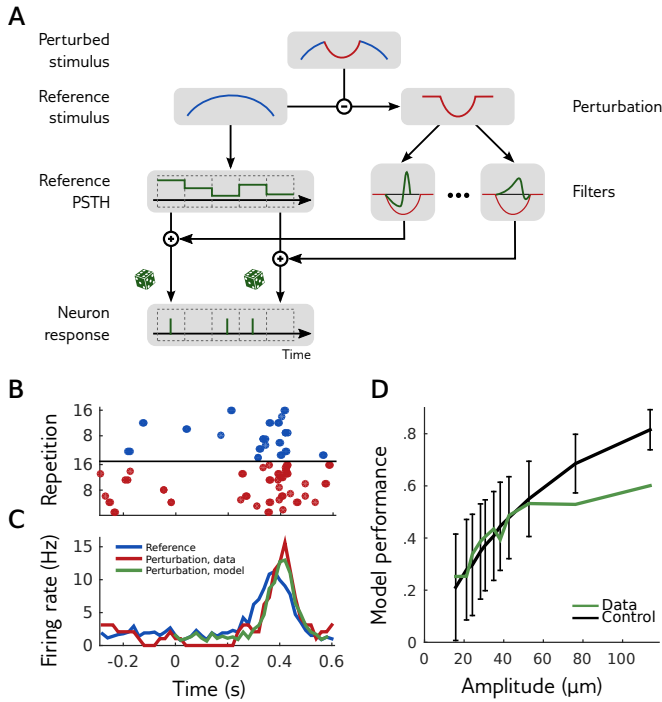 A
Perturbed
stimulus
Reference
stimulus
Perturbation
Reference
PSTH
Filters
Neuron
response
Time
B
Repetition
16
8
16
8
C
Firing rate (Hz)
15
10
5
0
Reference
Perturbation, data
Perturbation, model
-0.2
0
0.2
0.4
0.6
Time (s)
D
Model performance
.8
.6
.4
.2
0
Data
Control
0
20
40
60
80
100
Amplitude (μm)